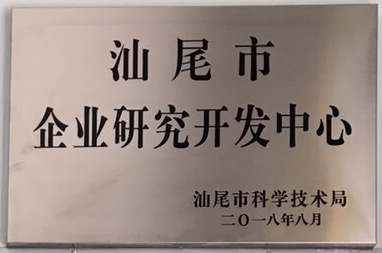 汕尾市
企业研究开发中心
汕尾市科学技术局
二〇一八年八月